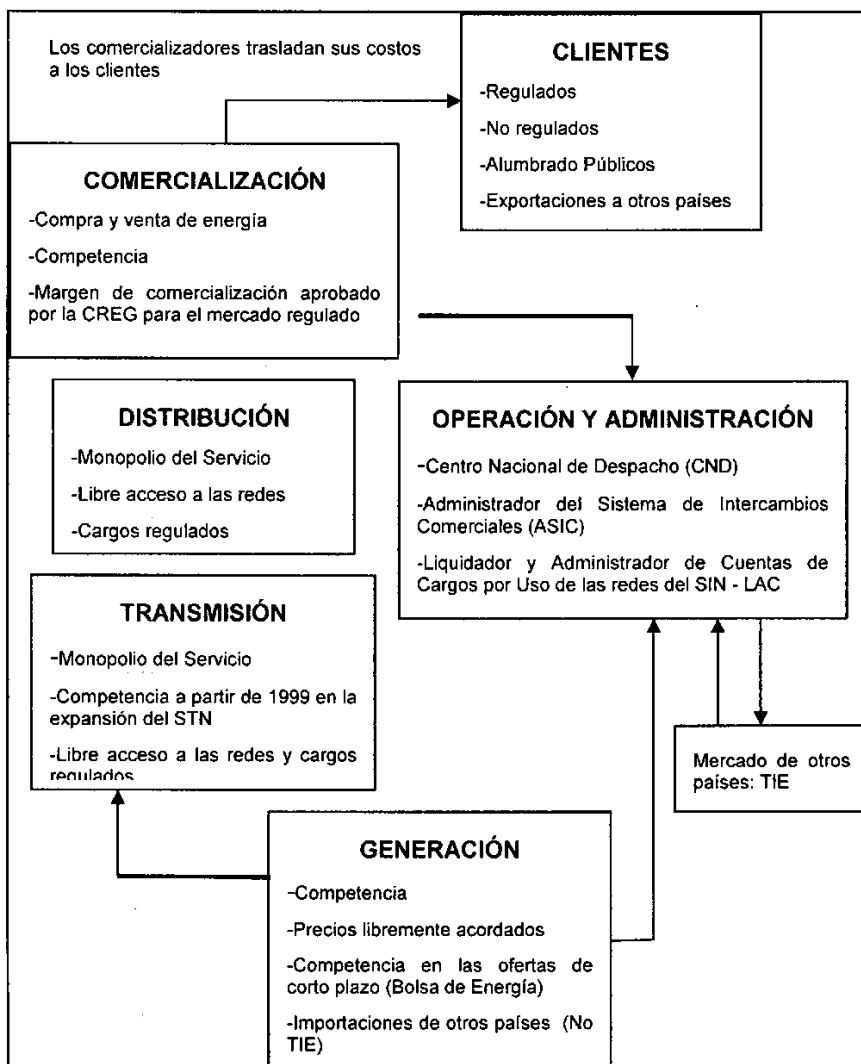 Los comercializadores trasladan sus costos
a los clientes
CLIENTES
-Regulados
-No regulados
-Alumbrado Públicos
-Exportaciones a otros países
COMERCIALIZACIÓN
-Compra y venta de energía
-Competencia
-Margen de comercialización aprobado
por la CREG para el mercado regulado
DISTRIBUCIÓN
-Monopolio del Servicio
-Libre acceso a las redes
-Cargos regulados
OPERACIÓN Y ADMINISTRACIÓN
-Centro Nacional de Despacho (CND)
-Administrador del Sistema de Intercambios
Comerciales (ASIC)
-Liquidador y Administrador de Cuentas de
Cargos por Uso de las redes del SIN - LAC
TRANSMISIÓN
-Monopolio del Servicio
-Competencia a partir de 1999 en la
expansión del STN
-Libre acceso a las redes y cargos
regulados
Mercado de otros
países: TIE
GENERACIÓN
-Competencia
-Precios libremente acordados
-Competencia en las ofertas de
corto plazo (Bolsa de Energía)
-Importaciones de otros países (No
TIE)